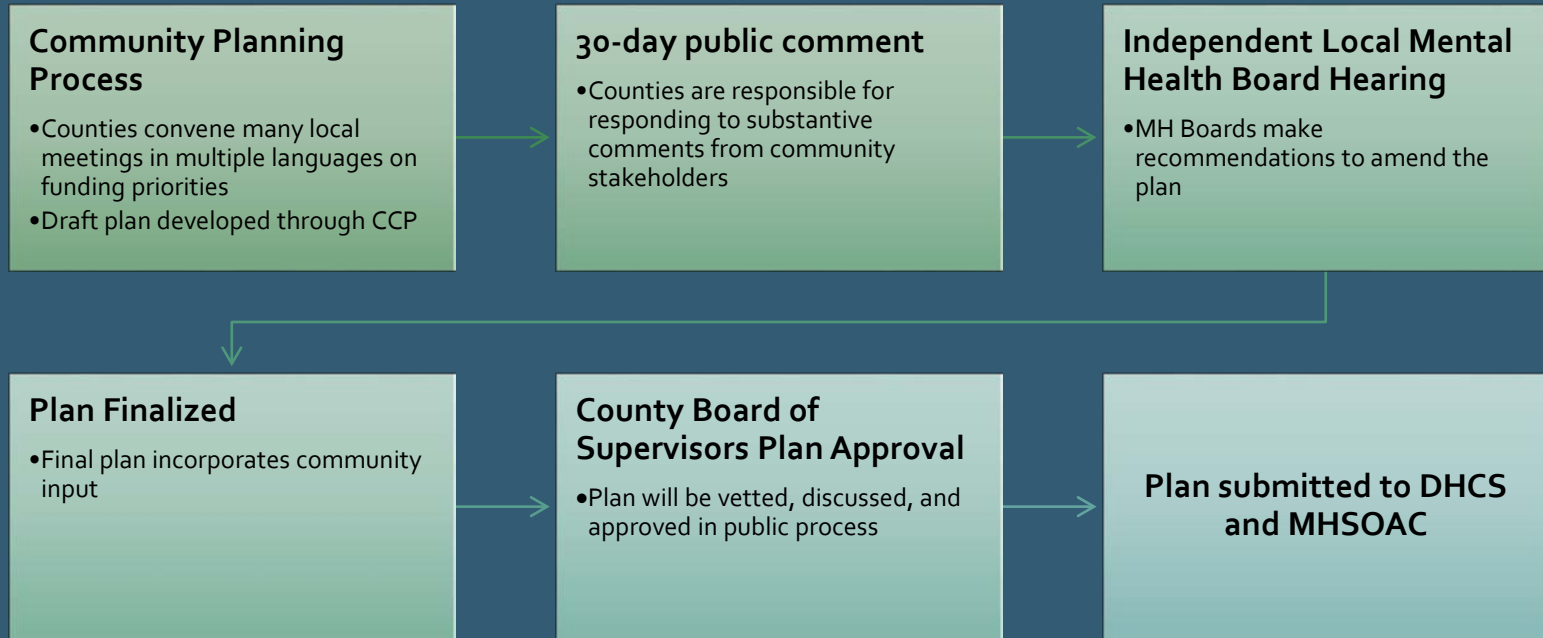 Community Planning
Process
•Counties convene many local
meetings in multiple languages on
funding priorities
•Draft plan developed through CCP
30-day public comment
•Counties are responsible for
responding to substantive
comments from community
stakeholders
Independent Local Mental
Health Board Hearing
•MH Boards make
recommendations to amend the
plan
Plan Finalized
•Final plan incorporates community
input
County Board of
Supervisors Plan Approval
•Plan will be vetted, discussed, and
approved in public process
Plan submitted to DHCS
and MHSOAC